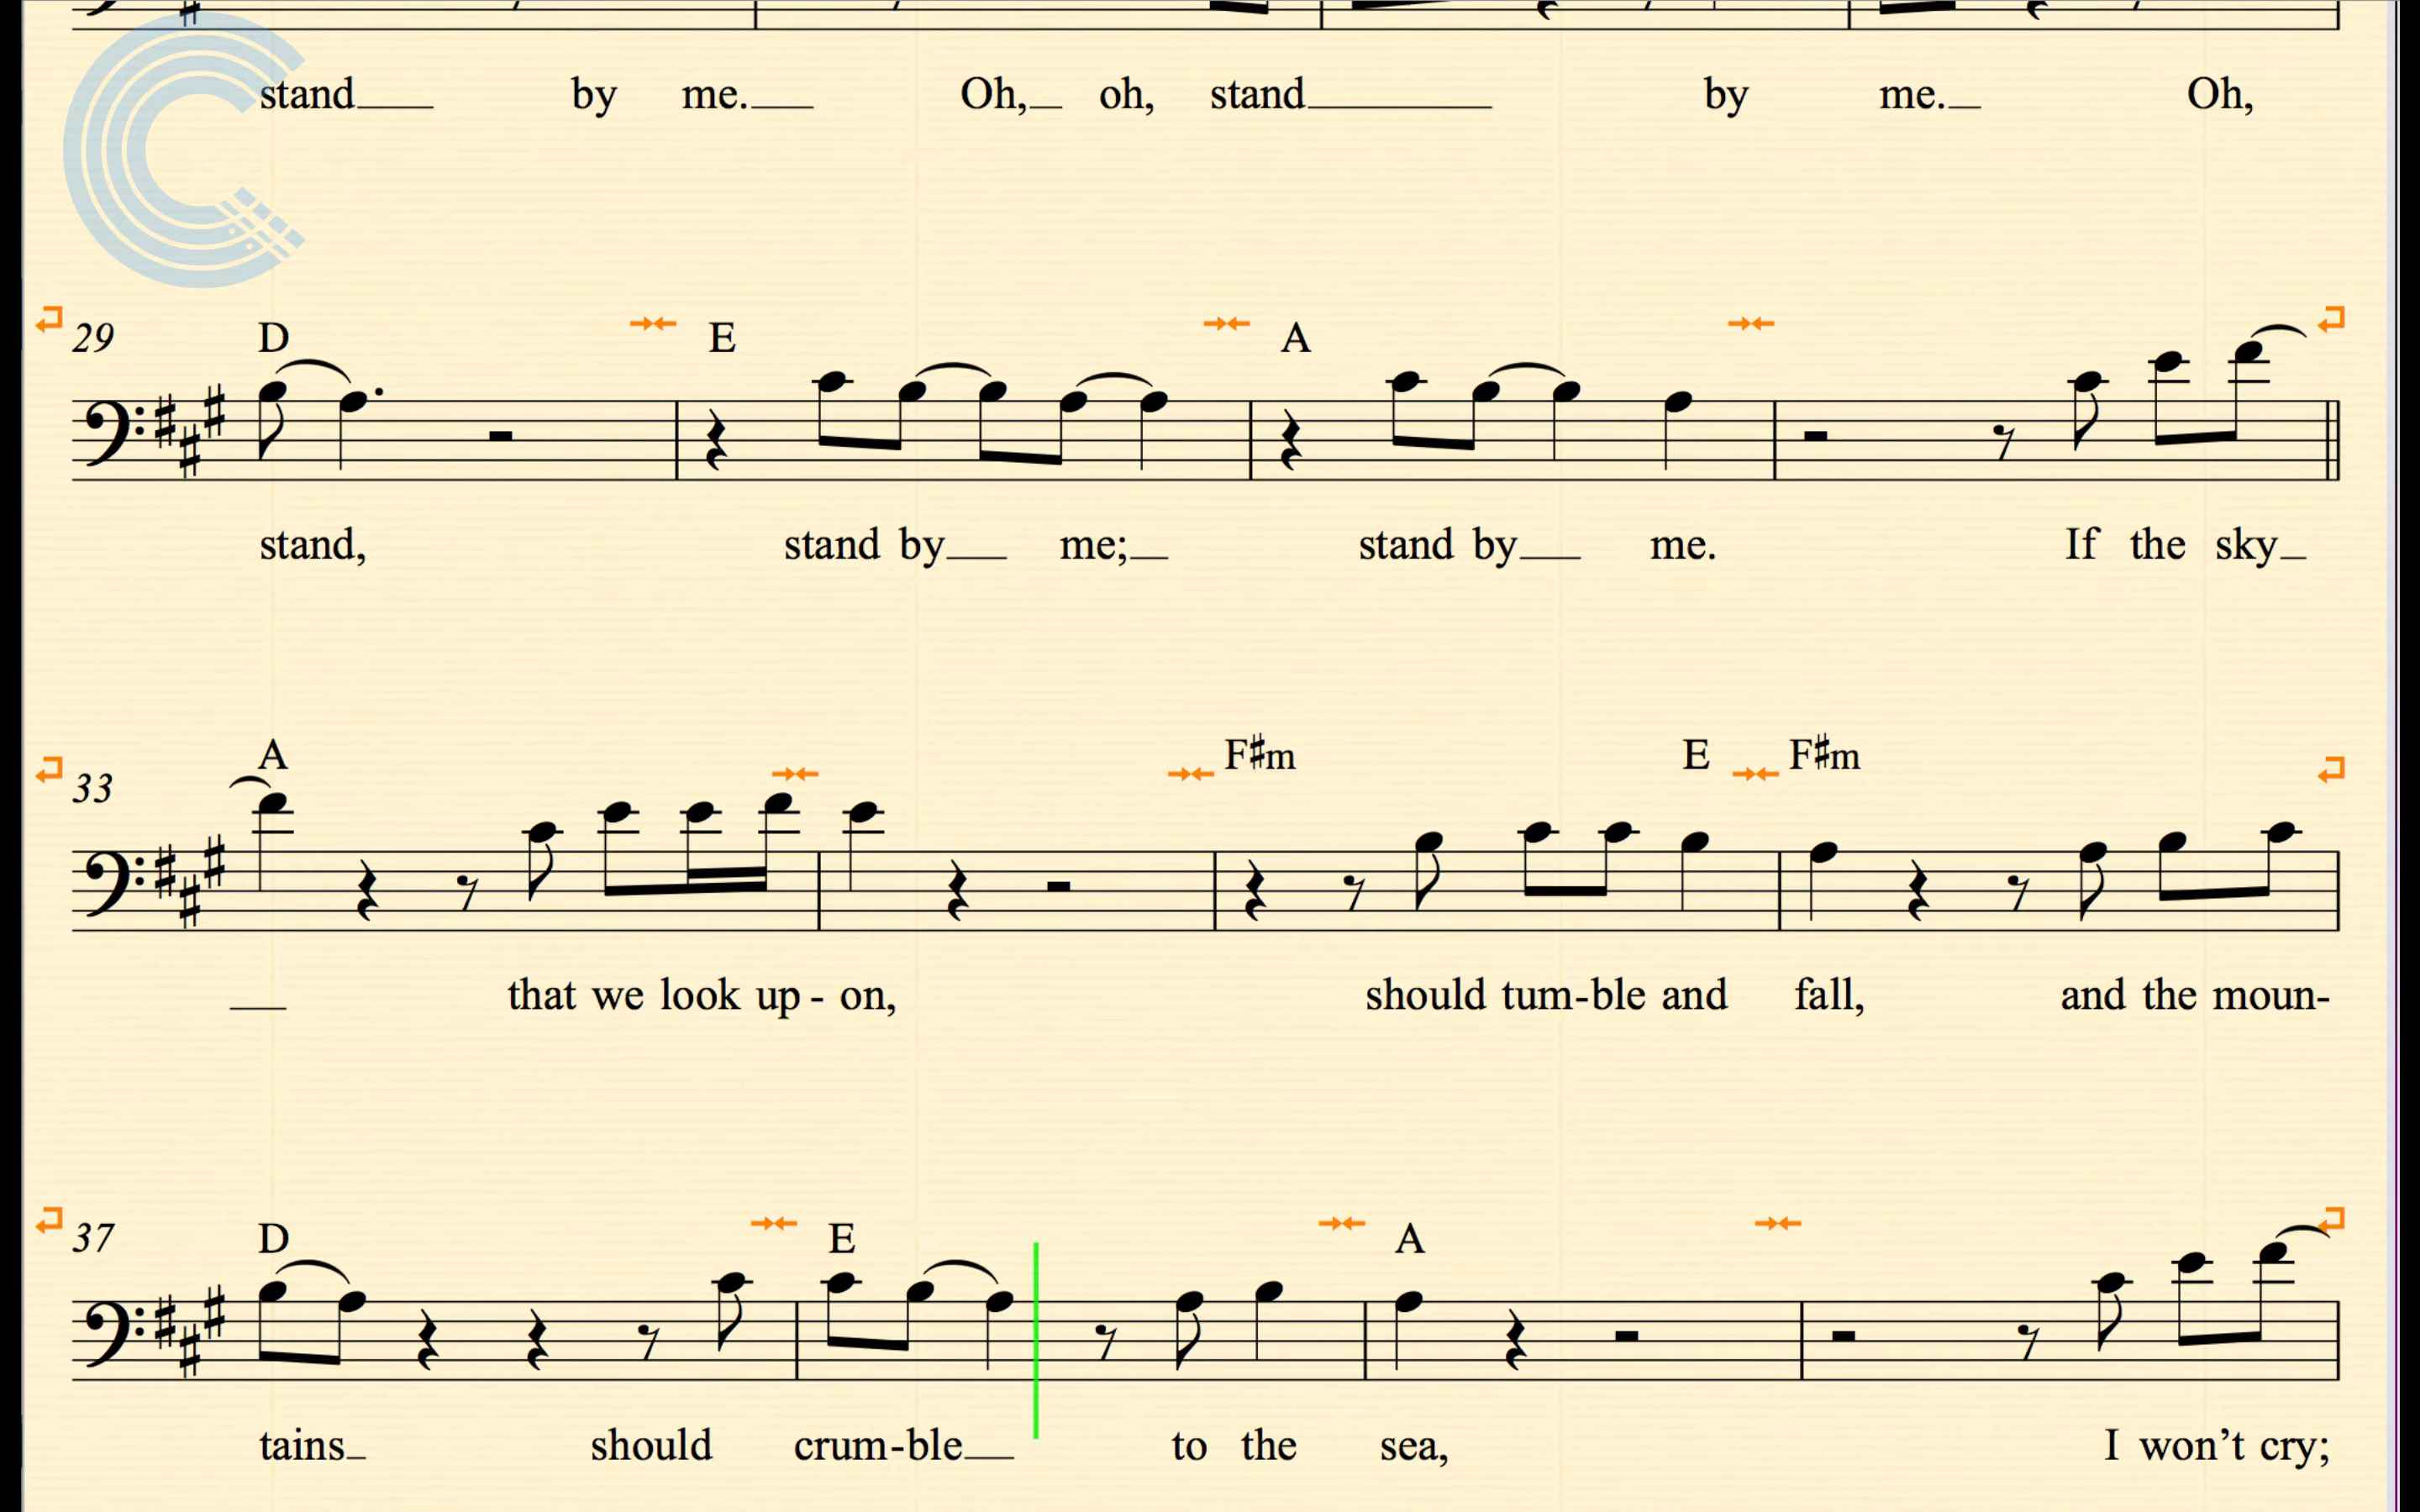 stand by me. Oh, oh, stand by me. Oh,
29 D E A
stand, stand by me; stand by me. If the sky
33 A F♯m E F♯m
that we look up - on, should tum-ble and fall, and the moun-
37 D E A
tains should crum-ble to the sea, I won’t cry;